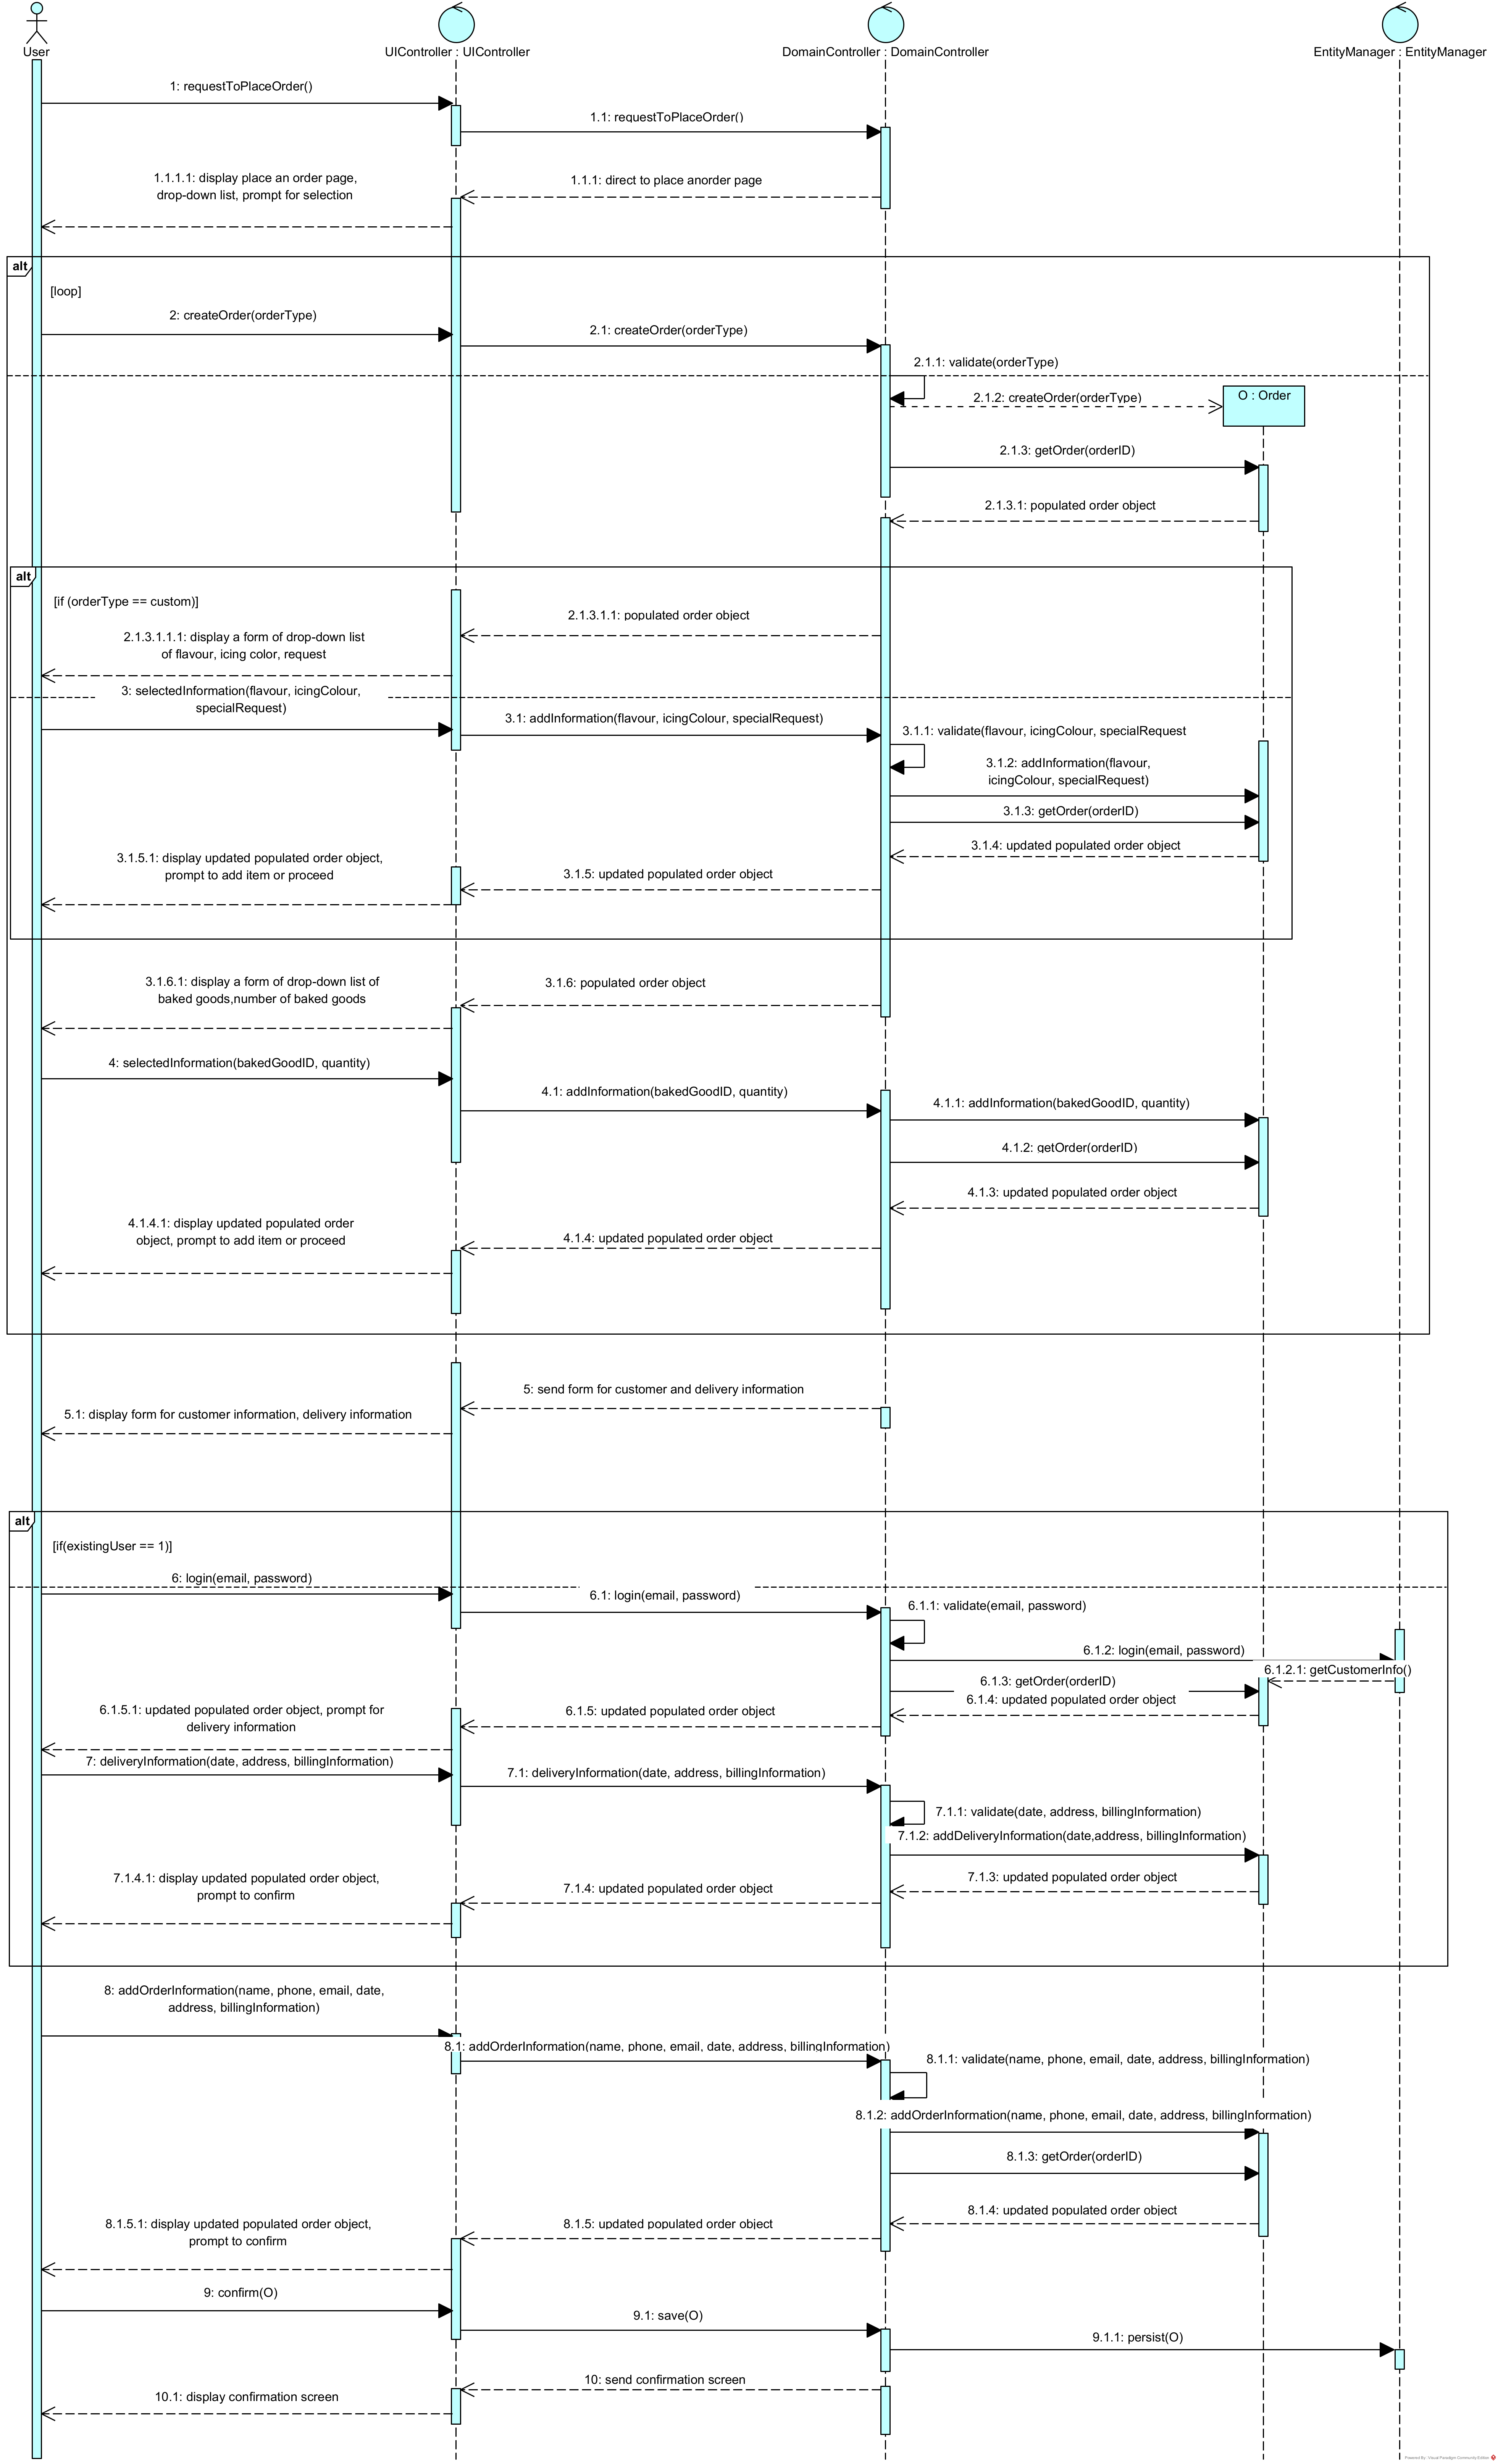 User
UIController : UIController
DomainController : DomainController
EntityManager : EntityManager
1: requestToPlaceOrder()
1.1: requestToPlaceOrder()
1.1.1.1: display place an order page,
drop-down list, prompt for selection
1.1.1: direct to place anorder page
alt
[loop]
2: createOrder(orderType)
2.1: createOrder(orderType)
2.1.1: validate(orderType)
2.1.2: createOrder(orderType)
O : Order
2.1.3: getOrder(orderID)
2.1.3.1: populated order object
alt
[if (orderType == custom)]
2.1.3.1.1: populated order object
2.1.3.1.1.1: display a form of drop-down list
of flavour, icing color, request
3: selectedInformation(flavour, icingColour,
specialRequest)
3.1: addInformation(flavour, icingColour, specialRequest)
3.1.1: validate(flavour, icingColour, specialRequest
3.1.2: addInformation(flavour,
icingColour, specialRequest)
3.1.3: getOrder(orderID)
3.1.4: updated populated order object
3.1.5.1: display updated populated order object,
prompt to add item or proceed
3.1.5: updated populated order object
3.1.6.1: display a form of drop-down list of
baked goods,number of baked goods
3.1.6: populated order object
4: selectedInformation(bakedGoodID, quantity)
4.1: addInformation(bakedGoodID, quantity)
4.1.1: addInformation(bakedGoodID, quantity)
4.1.2: getOrder(orderID)
4.1.3: updated populated order object
4.1.4.1: display updated populated order
object, prompt to add item or proceed
4.1.4: updated populated order object
5: send form for customer and delivery information
5.1: display form for customer information, delivery information
alt
[if(existingUser == 1)]
6: login(email, password)
6.1: login(email, password)
6.1.1: validate(email, password)
6.1.2: login(email, password)
6.1.2.1: getCustomerInfo()
6.1.3: getOrder(orderID)
6.1.4: updated populated order object
6.1.5.1: updated populated order object, prompt for
delivery information
6.1.5: updated populated order object
7: deliveryInformation(date, address, billingInformation)
7.1: deliveryInformation(date, address, billingInformation)
7.1.1: validate(date, address, billingInformation)
7.1.2: addDeliveryInformation(date,address, billingInformation)
7.1.3: updated populated order object
7.1.4.1: display updated populated order object,
prompt to confirm
7.1.4: updated populated order object
8: addOrderInformation(name, phone, email, date,
address, billingInformation)
8.1: addOrderInformation(name, phone, email, date, address, billingInformation)
8.1.1: validate(name, phone, email, date, address, billingInformation)
8.1.2: addOrderInformation(name, phone, email, date, address, billingInformation)
8.1.3: getOrder(orderID)
8.1.4: updated populated order object
8.1.5.1: display updated populated order object,
prompt to confirm
8.1.5: updated populated order object
9: confirm(O)
9.1: save(O)
9.1.1: persist(O)
10: send confirmation screen
10.1: display confirmation screen
Powered By: Visual Paradigm Community Edition